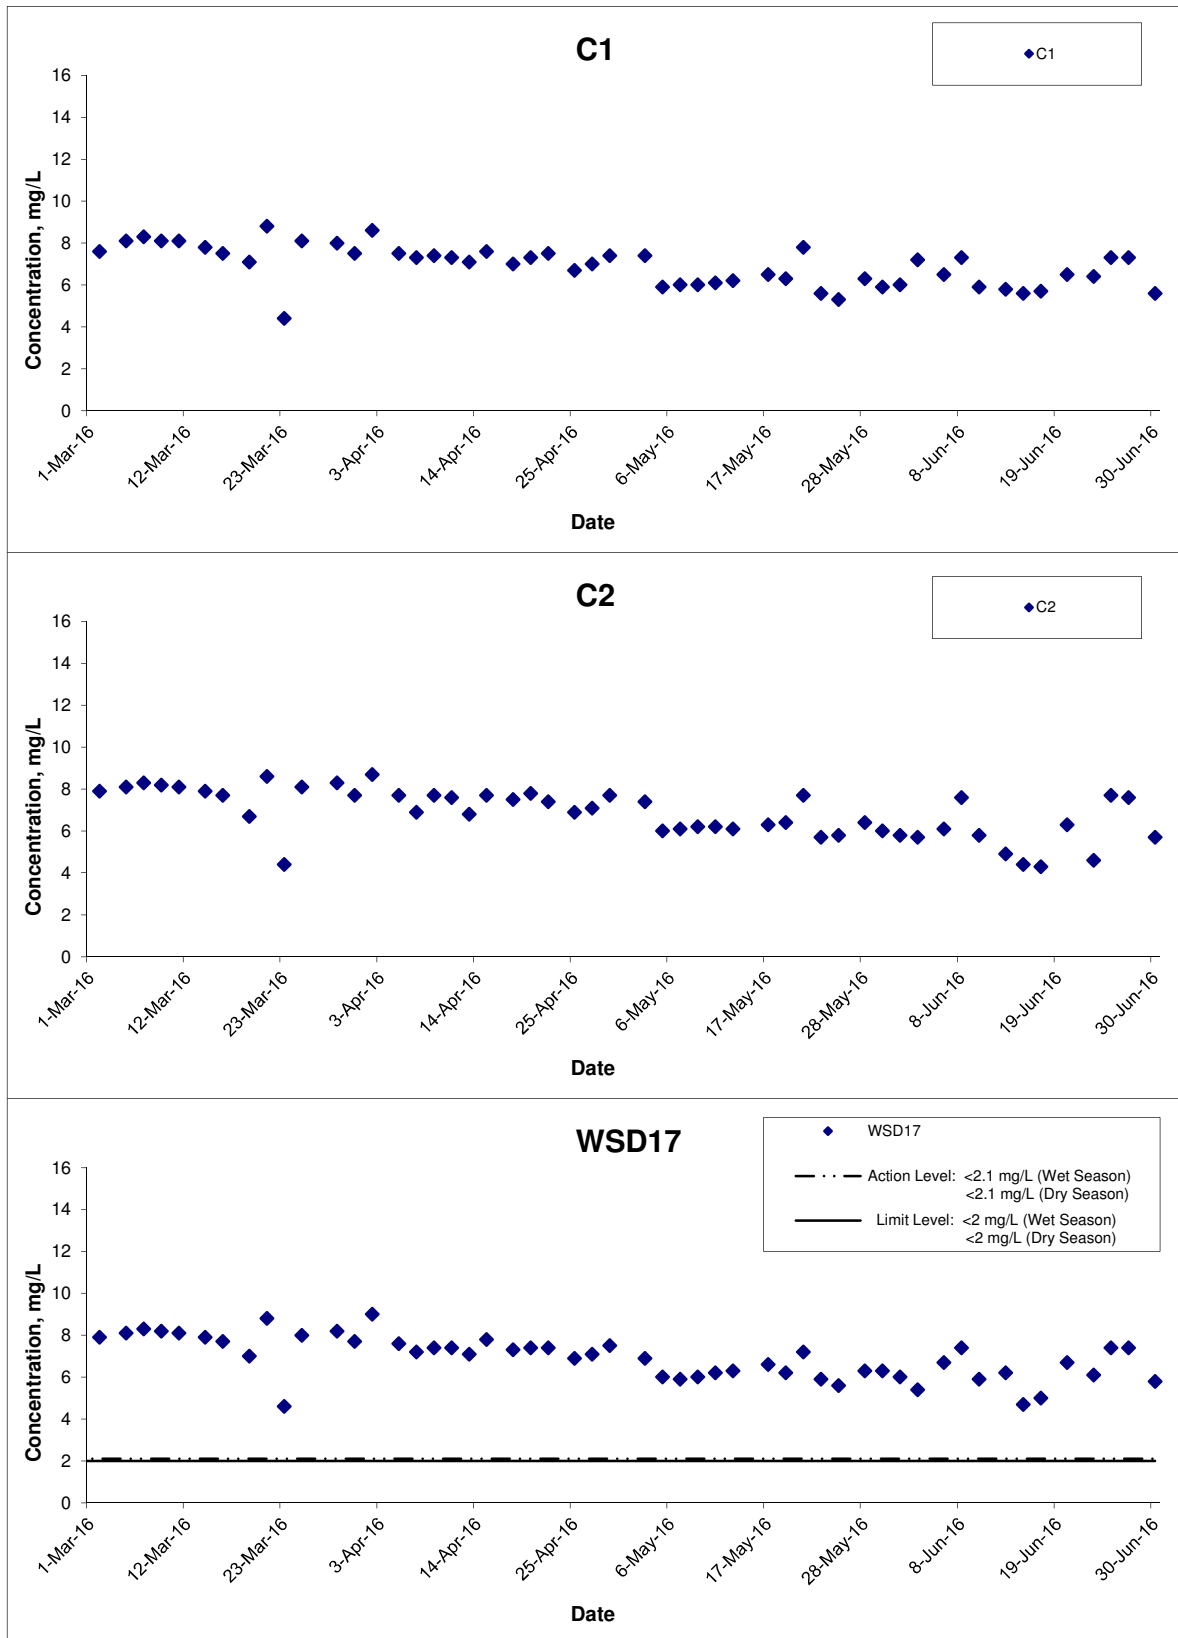 C1
C1
16
14
12
10
8
6
4
2
0
Concentration, mg/L
1-Mar-16
12-Mar-16
23-Mar-16
3-Apr-16
14-Apr-16
25-Apr-16
6-May-16
17-May-16
28-May-16
8-Jun-16
19-Jun-16
30-Jun-16
Date
C2
C2
16
14
12
10
8
6
4
2
0
Concentration, mg/L
1-Mar-16
12-Mar-16
23-Mar-16
3-Apr-16
14-Apr-16
25-Apr-16
6-May-16
17-May-16
28-May-16
8-Jun-16
19-Jun-16
30-Jun-16
Date
WSD17
WSD17
Action Level: <2.1 mg/L (Wet Season)
<2.1 mg/L (Dry Season)
Limit Level: <2 mg/L (Wet Season)
<2 mg/L (Dry Season)
16
14
12
10
8
6
4
2
0
Concentration, mg/L
1-Mar-16
12-Mar-16
23-Mar-16
3-Apr-16
14-Apr-16
25-Apr-16
6-May-16
17-May-16
28-May-16
8-Jun-16
19-Jun-16
30-Jun-16
Date